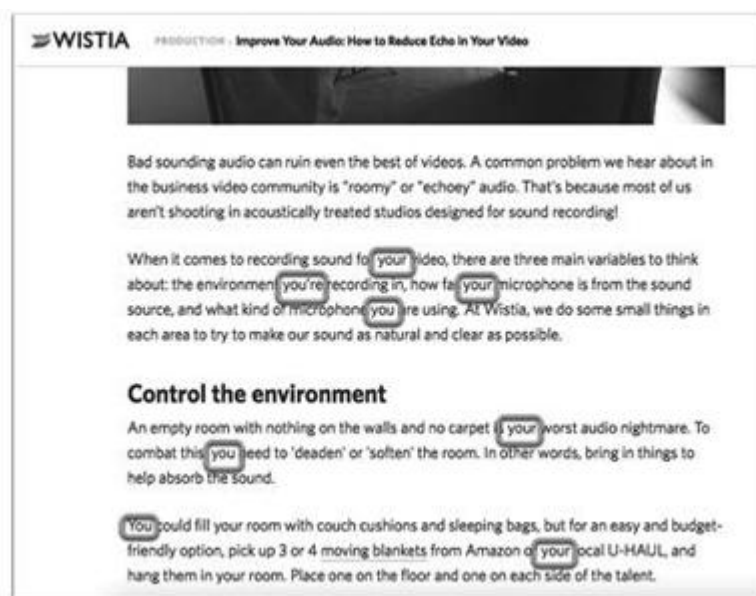 WISTIA PRODUCTION · Improve Your Audio: How to Reduce Echo in Your Video
Bad sounding audio can ruin even the best of videos. A common problem we hear about in
the business video community is "roomy" or "echoey" audio. That's because most of us
aren't shooting in acoustically treated studios designed for sound recording!
When it comes to recording sound for your video, there are three main variables to think
about: the environment you're recording in, how far your microphone is from the sound
source, and what kind of microphone you are using. At Wistia, we do some small things in
each area to try to make our sound as natural and clear as possible.
Control the environment
An empty room with nothing on the walls and no carpet is your worst audio nightmare. To
combat this you need to 'deaden' or 'soften' the room. In other words, bring in things to
help absorb the sound.
You could fill your room with couch cushions and sleeping bags, but for an easy and budget-
friendly option, pick up 3 or 4 moving blankets from Amazon or your local U-HAUL, and
hang them in your room. Place one on the floor and one on each side of the talent.